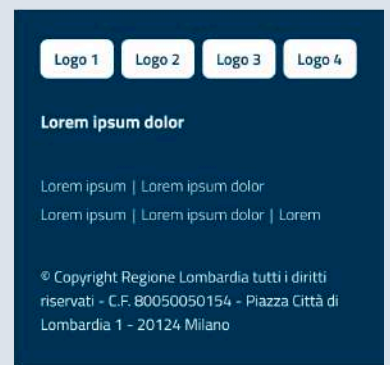 Logo 1 Logo 2 Logo 3 Logo 4
Lorem ipsum dolor
Lorem ipsum | Lorem ipsum dolor
Lorem ipsum | Lorem ipsum dolor | Lorem
© Copyright Regione Lombardia tutti i diritti
riservati - C.F. 80050050154 - Piazza Città di
Lombardia 1 - 20124 Milano